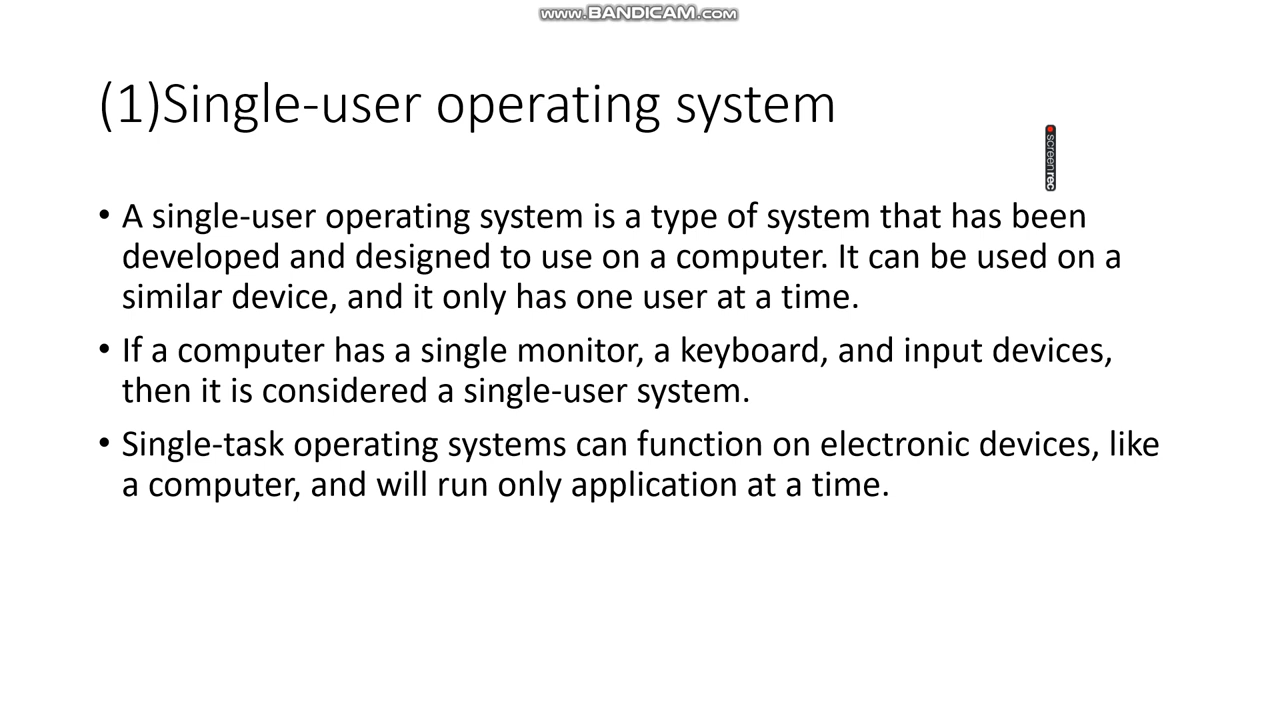 www.BANDICAM.com
(1)Single-user operating system
screenrec
• A single-user operating system is a type of system that has been
developed and designed to use on a computer. It can be used on a
similar device, and it only has one user at a time.
• If a computer has a single monitor, a keyboard, and input devices,
then it is considered a single-user system.
• Single-task operating systems can function on electronic devices, like
a computer, and will run only application at a time.